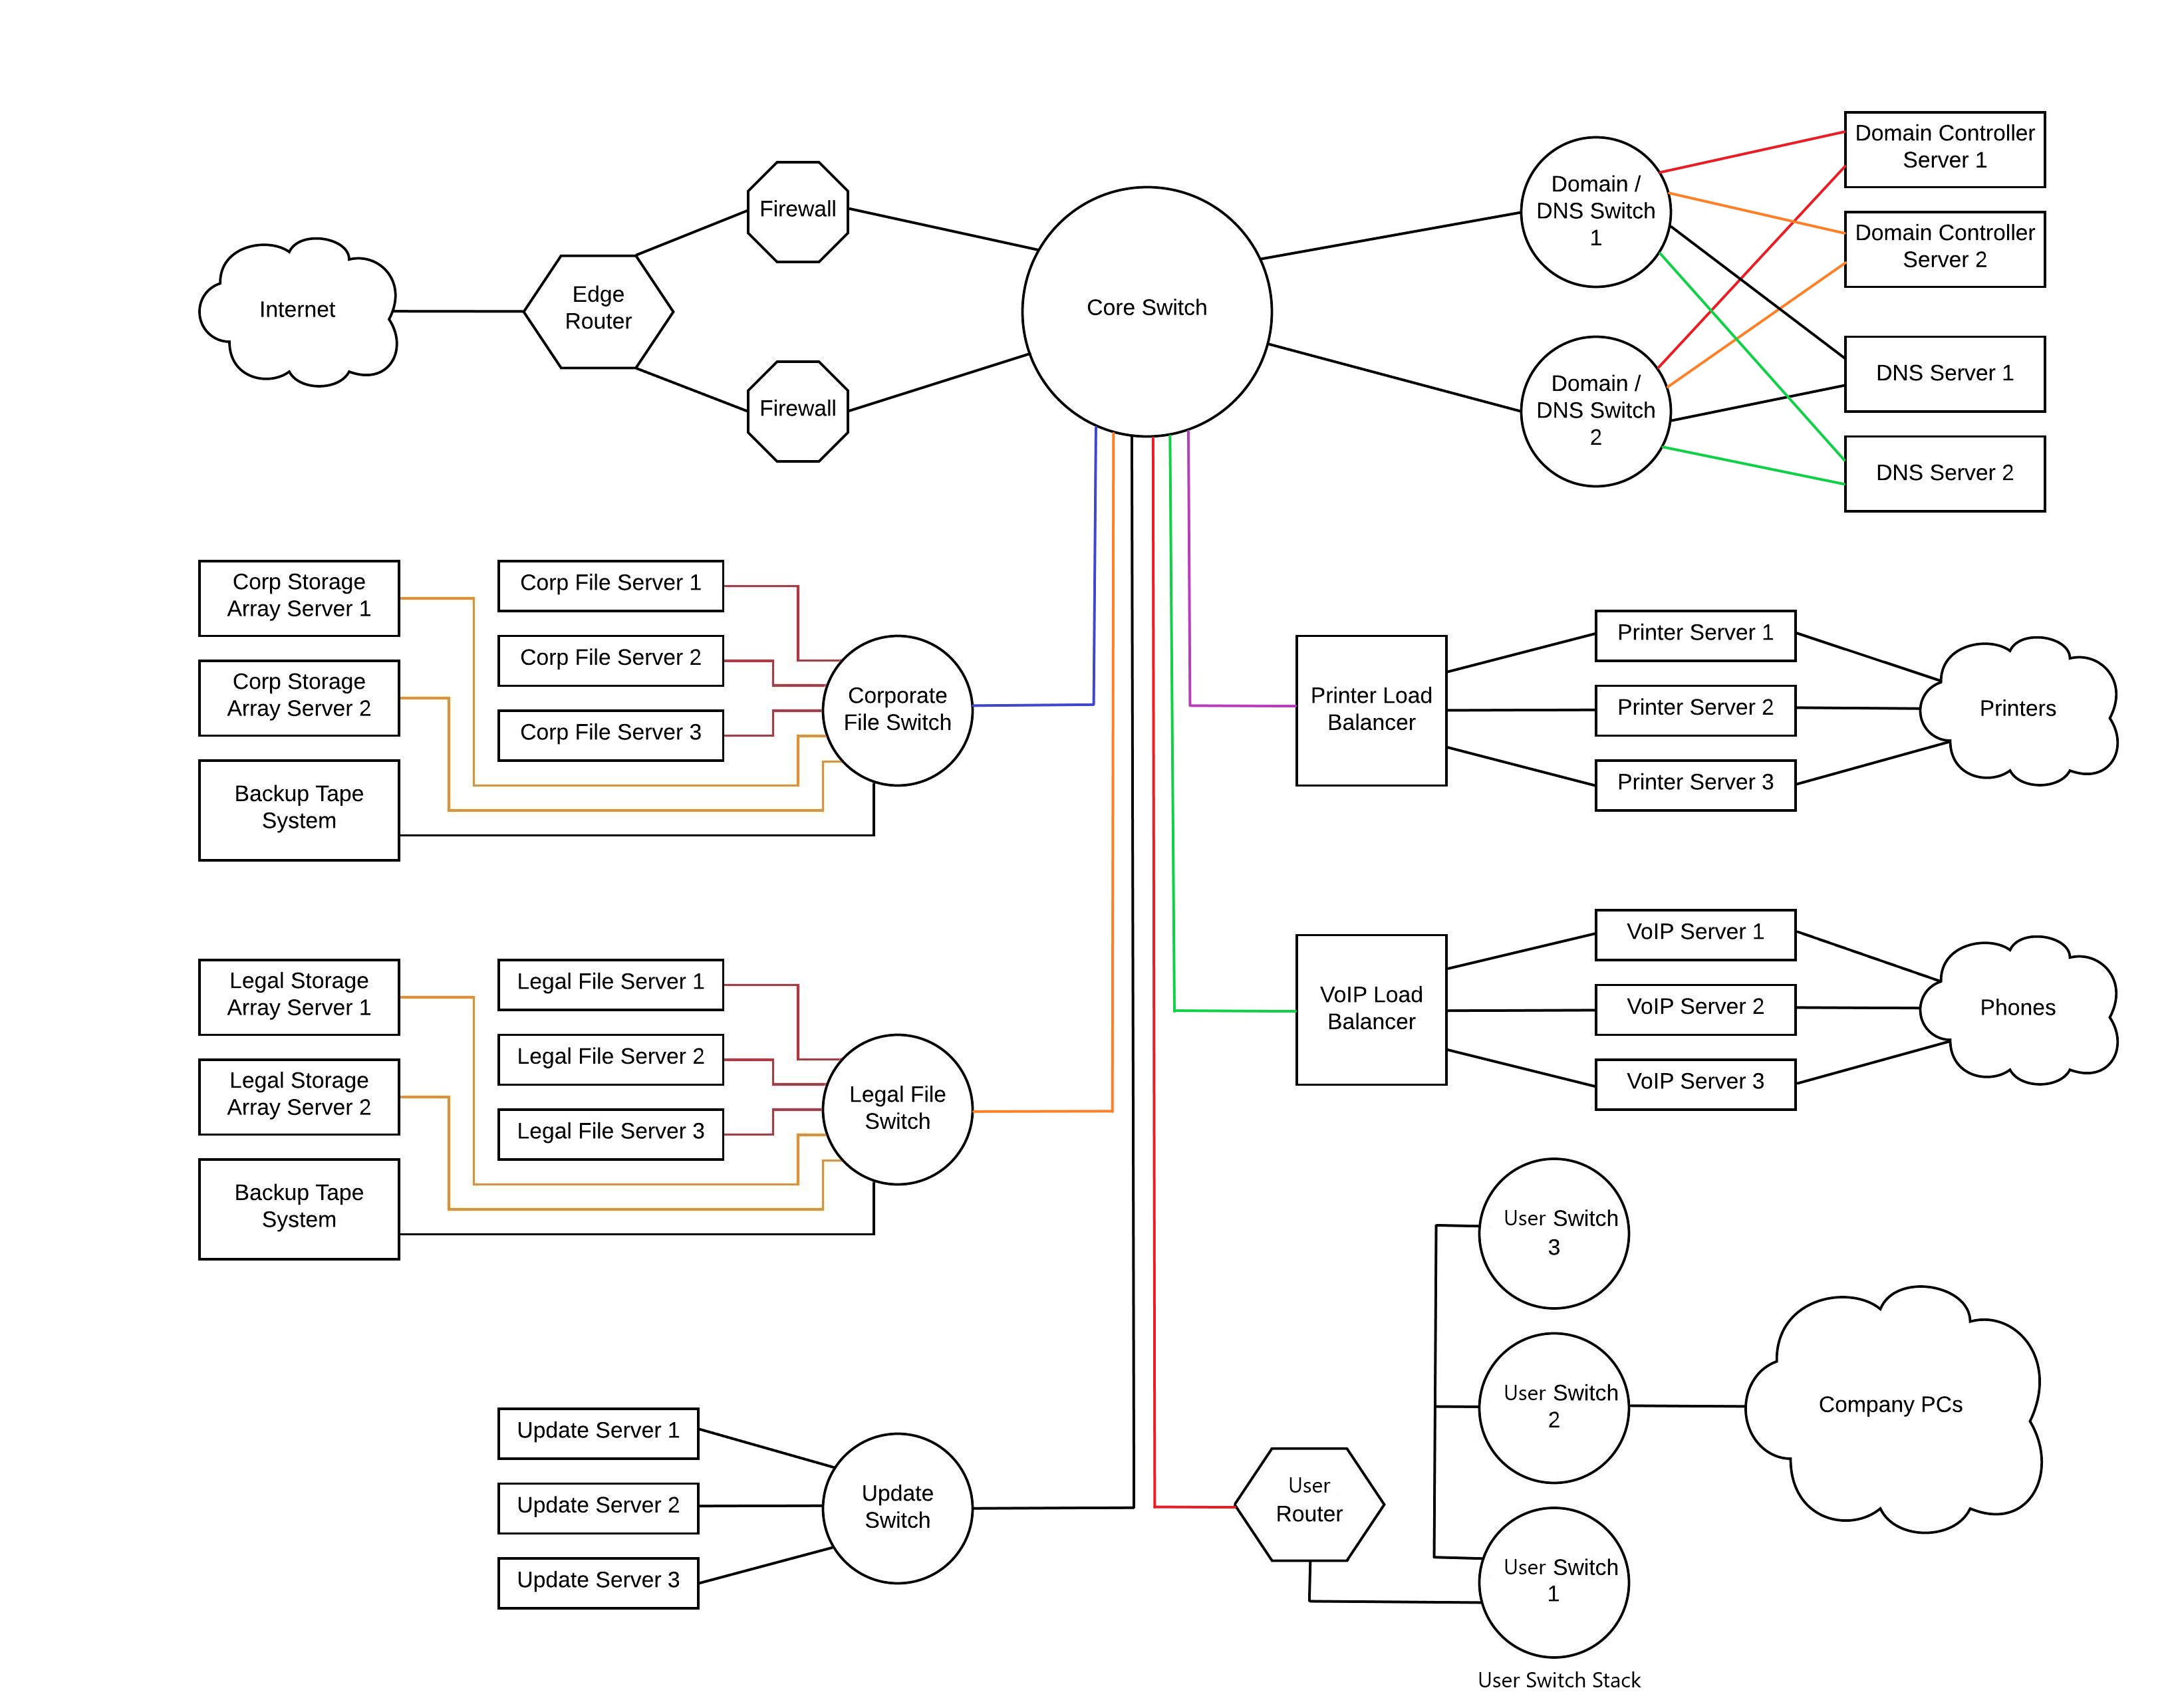 Internet
Edge
Router
Firewall
Firewall
Core Switch
Domain /
DNS Switch
1
Domain /
DNS Switch
2
Domain Controller
Server 1
Domain Controller
Server 2
DNS Server 1
DNS Server 2
Corp Storage
Array Server 1
Corp Storage
Array Server 2
Backup Tape
System
Corp File Server 1
Corp File Server 2
Corp File Server 3
Corporate
File Switch
Printer Load
Balancer
Printer Server 1
Printer Server 2
Printer Server 3
Printers
Legal Storage
Array Server 1
Legal Storage
Array Server 2
Backup Tape
System
Legal File Server 1
Legal File Server 2
Legal File Server 3
Legal File
Switch
VoIP Load
Balancer
VoIP Server 1
VoIP Server 2
VoIP Server 3
Phones
Update Server 1
Update Server 2
Update Server 3
Update
Switch
User
Router
User Switch
3
User Switch
2
User Switch
1
User Switch Stack
Company PCs